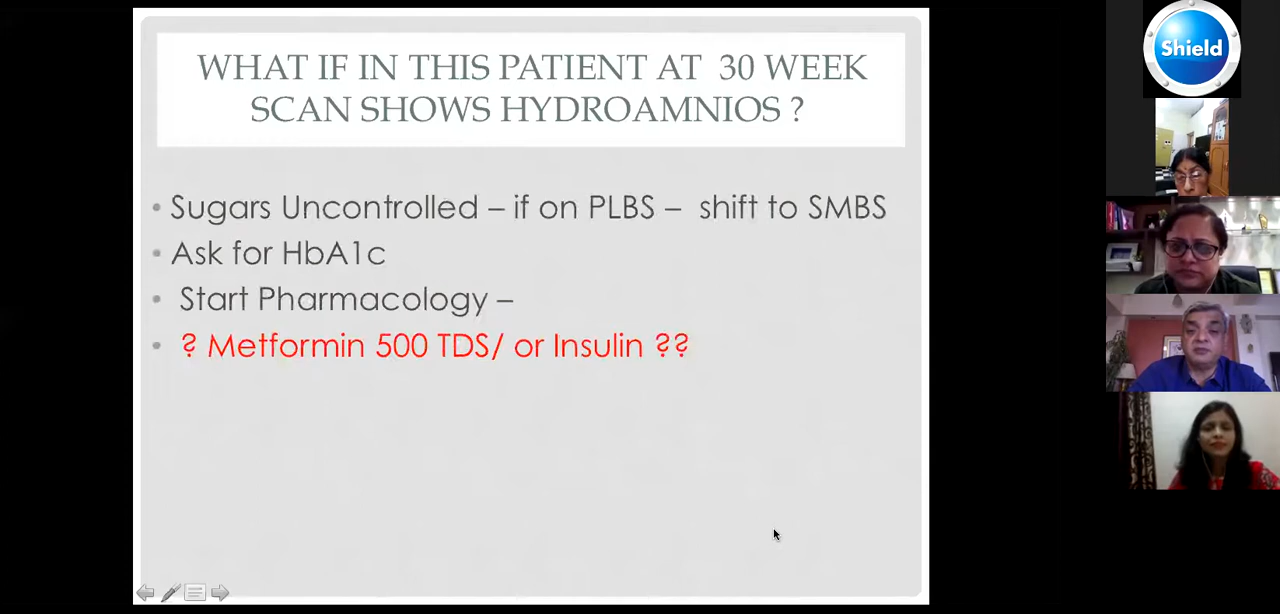 WHAT IF IN THIS PATIENT AT 30 WEEK
SCAN SHOWS HYDROAMNIOS ?
• Sugars Uncontrolled – if on PLBS – shift to SMBS
• Ask for HbA1c
• Start Pharmacology –
• ? Metformin 500 TDS/ or Insulin ??
Shield